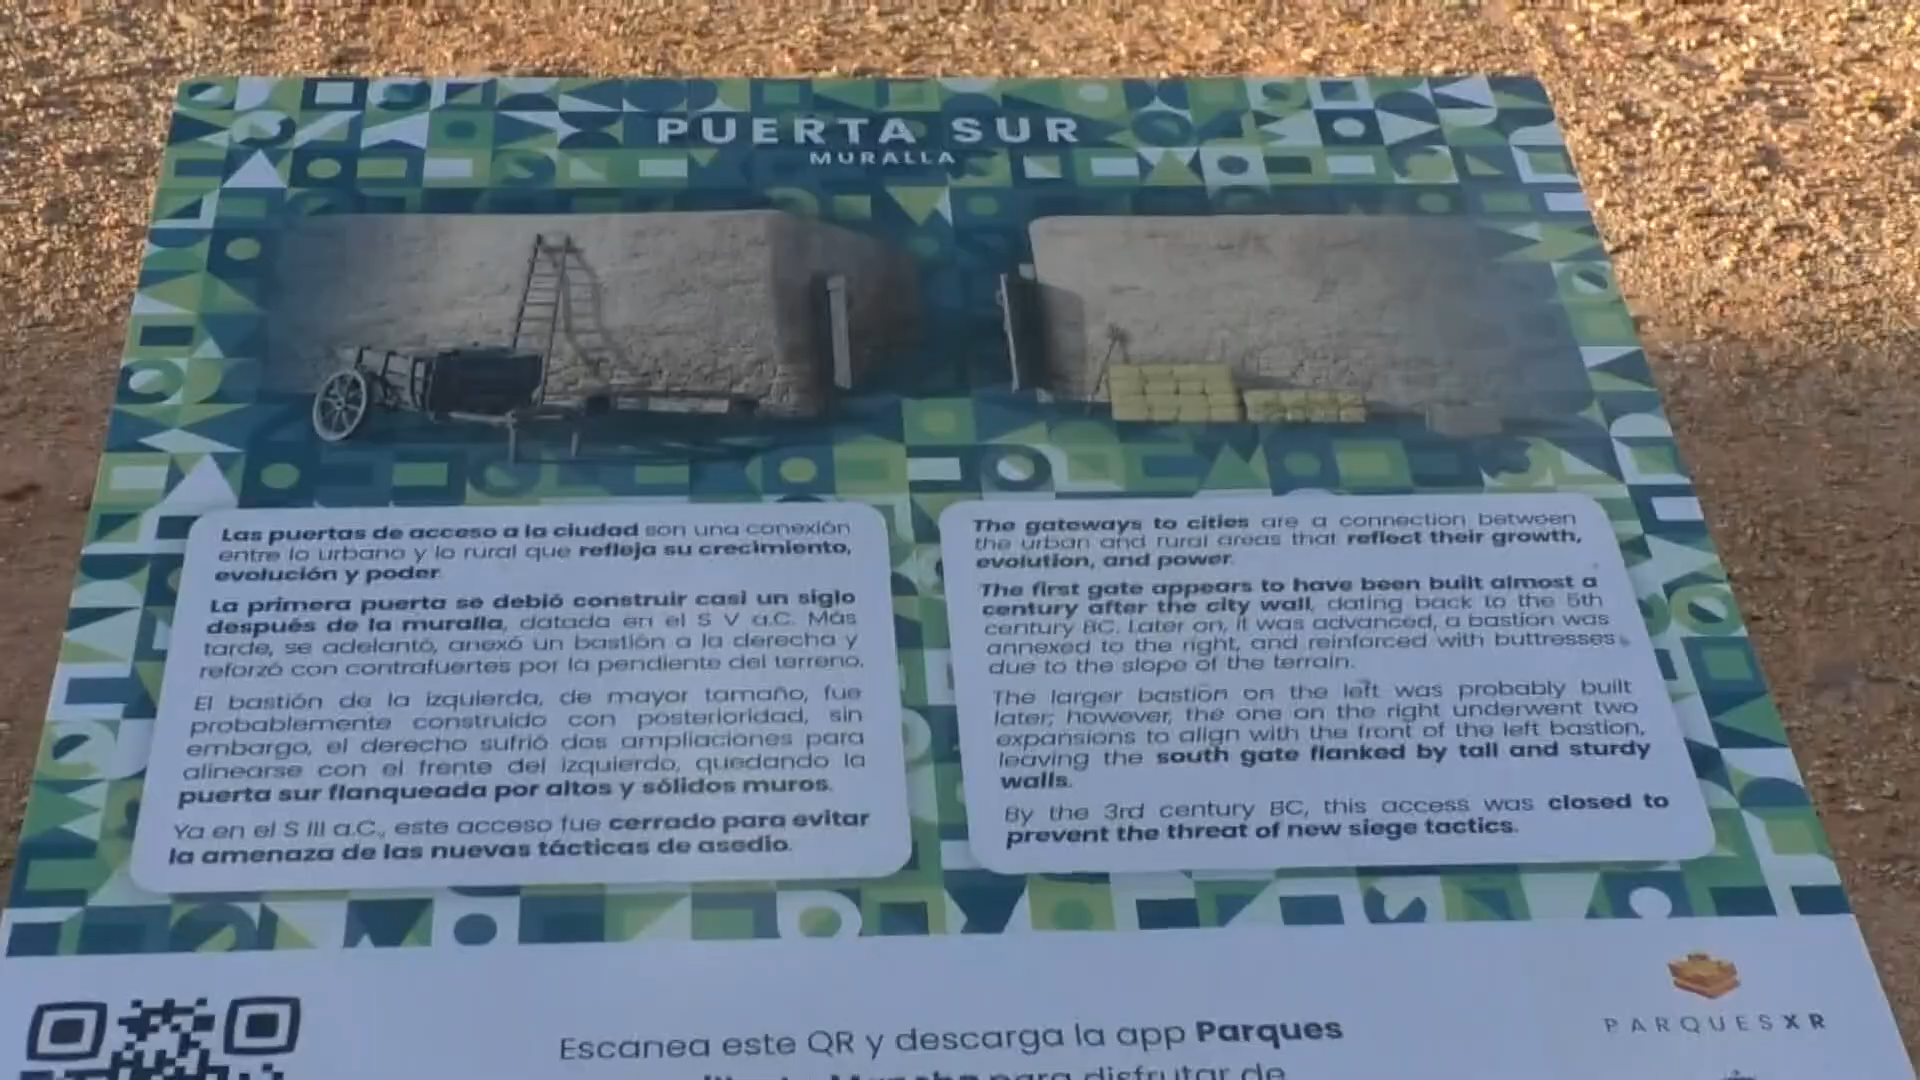 PUERTA SUR
MURALLA
Las puertas de acceso a la ciudad son una conexión
entre lo urbano y lo rural que refleja su crecimiento,
evolución y poder.
La primera puerta se debió construir casi un siglo
después de la muralla, datada en el S V a.C. Más
tarde, se adelantó, anexó un bastión a la derecha y
reforzó con contrafuertes por la pendiente del terreno.
El bastión de la izquierda, de mayor tamaño, fue
probablemente construido con posterioridad, sin
embargo, el derecho sufrió dos ampliaciones para
alinearse con el frente del izquierdo, quedando la
puerta sur flanqueada por altos y sólidos muros.
Ya en el S III a.C., este acceso fue cerrado para evitar
la amenaza de las nuevas tácticas de asedio.
The gateways to cities are a connection between
the urban and rural areas that reflect their growth,
evolution, and power.
The first gate appears to have been built almost a
century after the city wall, dating back to the 5th
century BC. Later on, it was advanced, a bastion was
annexed to the right, and reinforced with buttresses
due to the slope of the terrain.
The larger bastion on the left was probably built
later; however, the one on the right underwent two
expansions to align with the front of the left bastion,
leaving the south gate flanked by tall and sturdy
walls.
By the 3rd century BC, this access was closed to
prevent the threat of new siege tactics.
Escanea este QR y descarga la app Parques
para disfrutar de
PARQUESXR